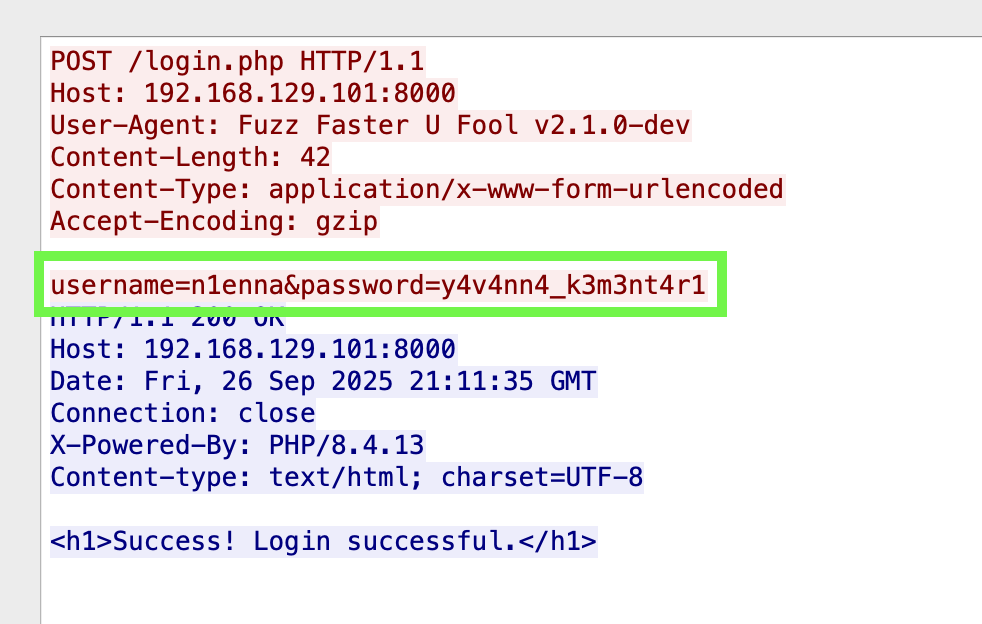 POST /login.php HTTP/1.1
Host: 192.168.129.101:8000
User-Agent: Fuzz Faster U Fool v2.1.0-dev
Content-Length: 42
Content-Type: application/x-www-form-urlencoded
Accept-Encoding: gzip
username=n1enna&password=y4v4nn4_k3m3nt4r1
HTTP/1.1 200 OK
Host: 192.168.129.101:8000
Date: Fri, 26 Sep 2025 21:11:35 GMT
Connection: close
X-Powered-By: PHP/8.4.13
Content-type: text/html; charset=UTF-8
<h1>Success! Login successful.</h1>